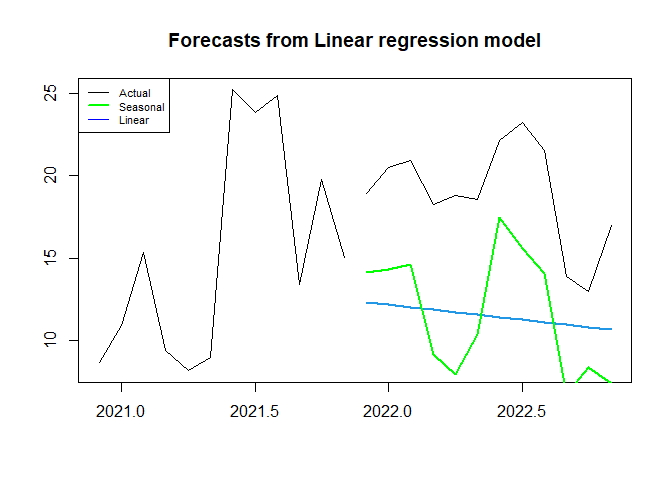 Forecasts from Linear regression model
Actual
Seasonal
Linear
25
20
15
10
2021.0 2021.5 2022.0 2022.5